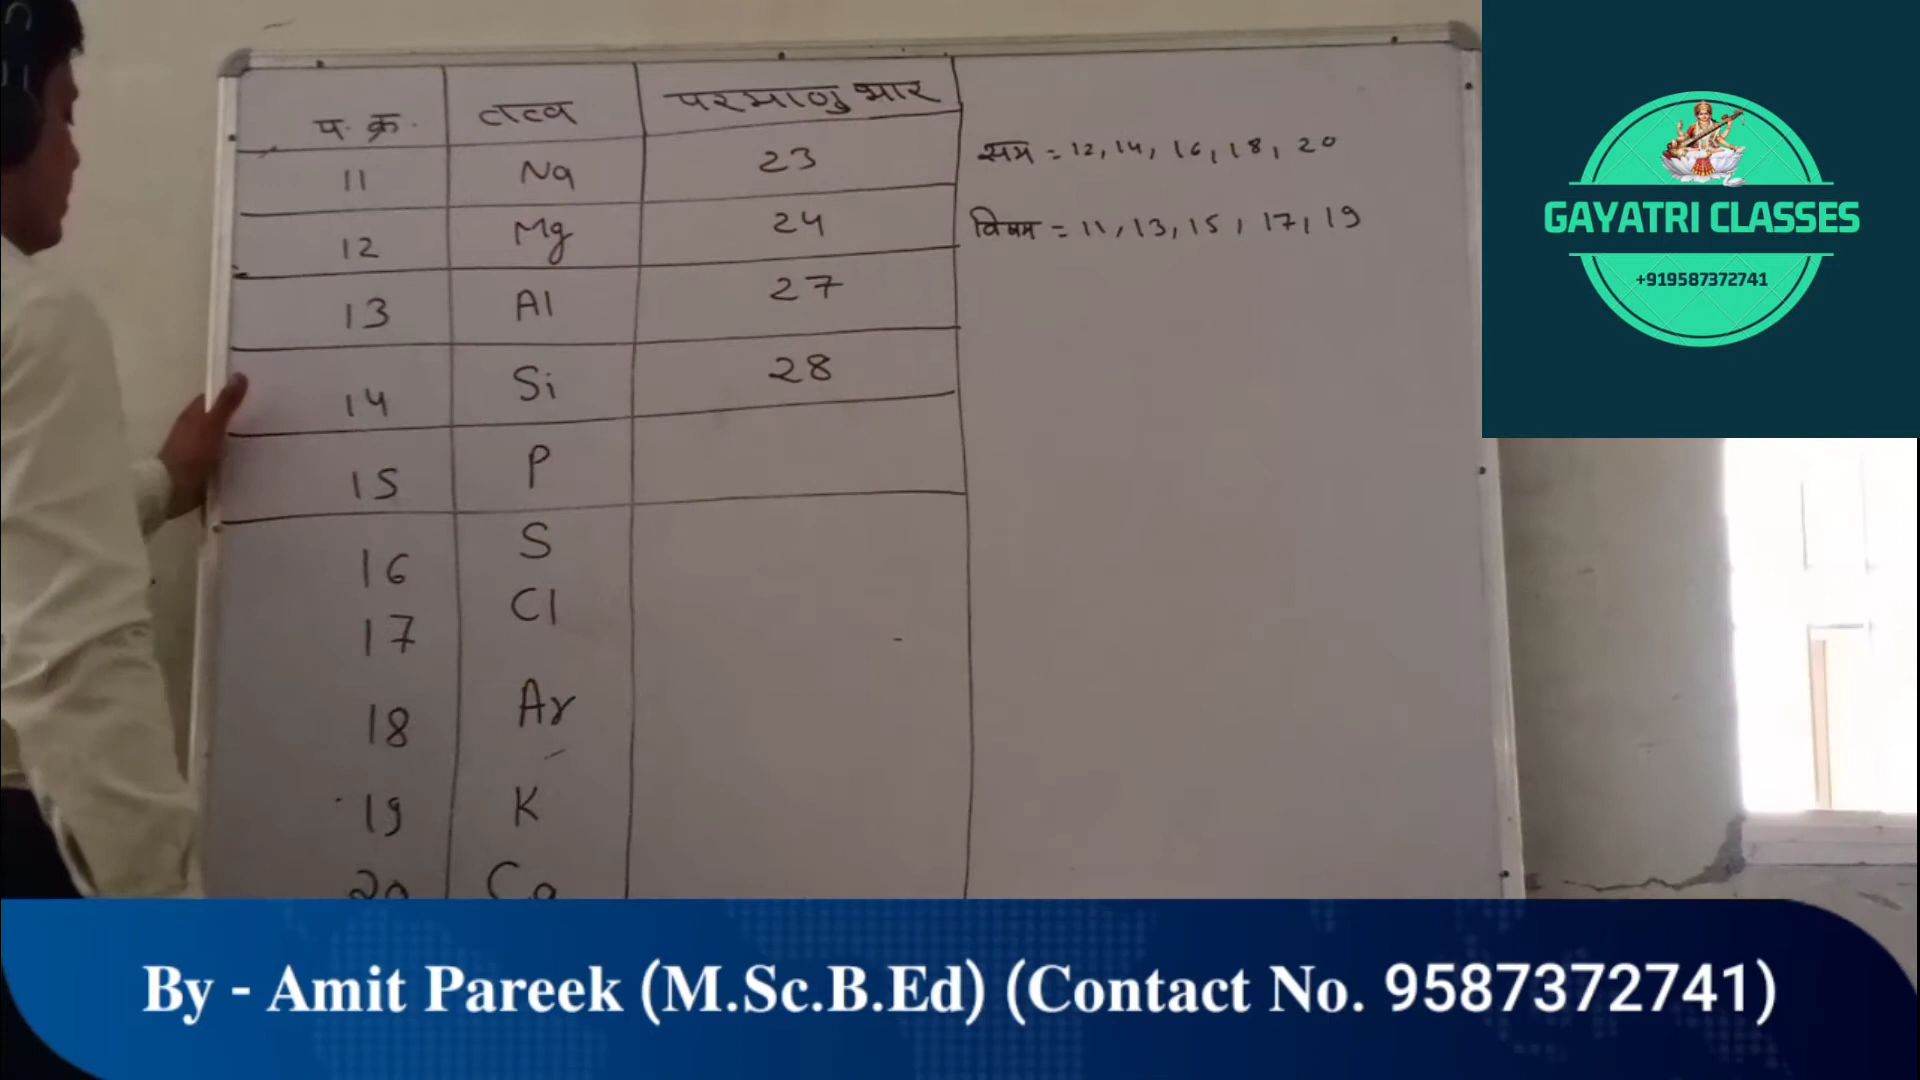 प. क्र. तत्व परमाणु भार
11 Na 23
12 Mg 24
13 Al 27
14 Si 28
15 P
16 S
17 Cl
18 Ar
19 K
20 Ca
सम = 12, 14, 16, 18, 20
विषम = 11, 13, 15, 17, 19
GAYATRI CLASSES
+919587372741
By - Amit Pareek (M.Sc.B.Ed) (Contact No. 9587372741)